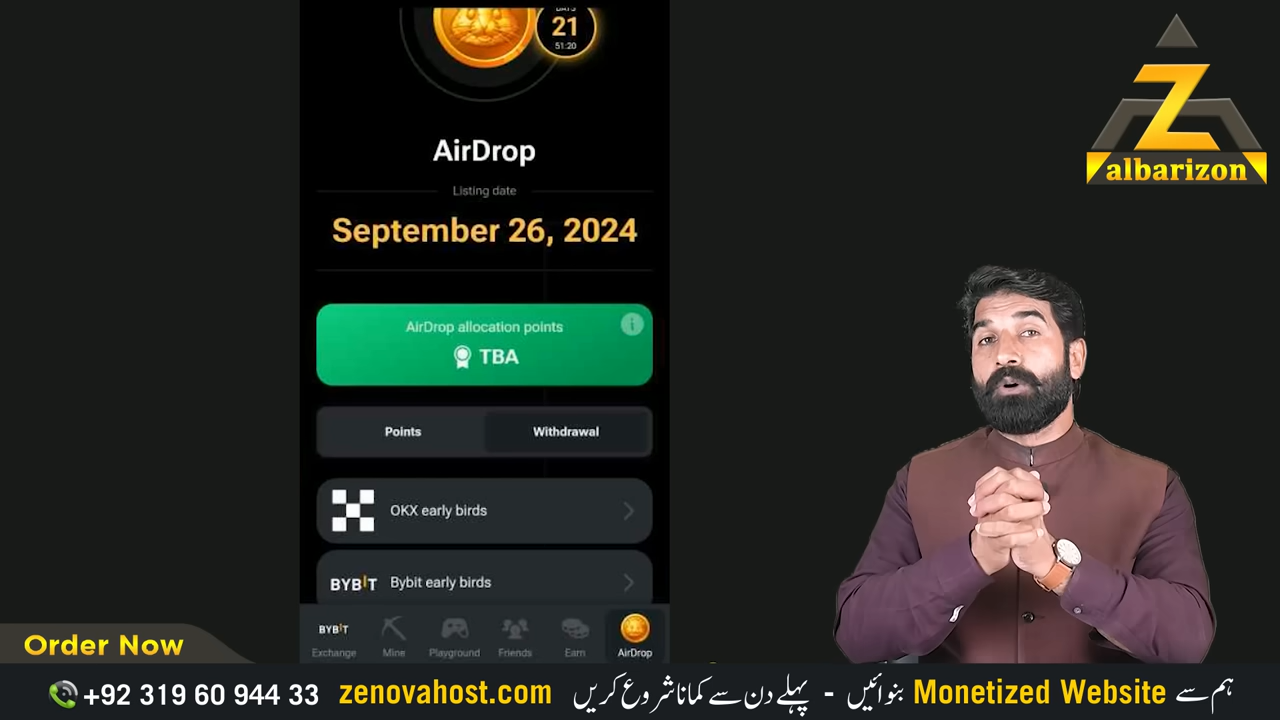 DAYS
21
51:20
AirDrop
Listing date
September 26, 2024
AirDrop allocation points
TBA
Points
Withdrawal
OKX early birds
BYBIT Bybit early birds
BYBIT
Exchange
Mine
Playground
Friends
Earn
AirDrop
Z
albarizon
Order Now
+92 319 60 944 33
zenovahost.com
ہم سے Monetized Website بنوائیں - پہلے دن سے کمانا شروع کریں